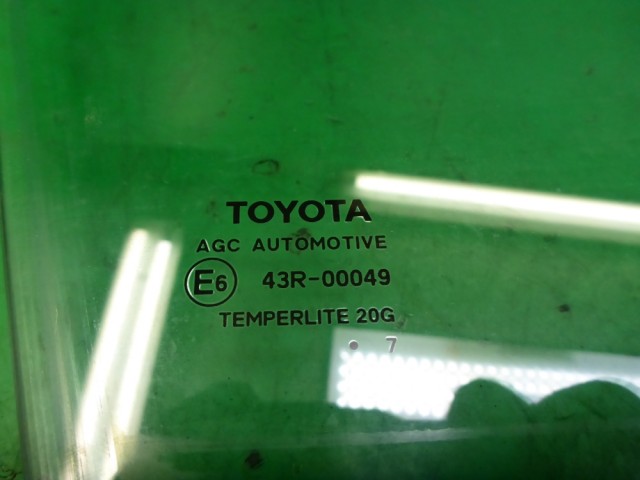 TOYOTA
AGC AUTOMOTIVE
E6 43R-00049
TEMPERLITE 20G
• 7